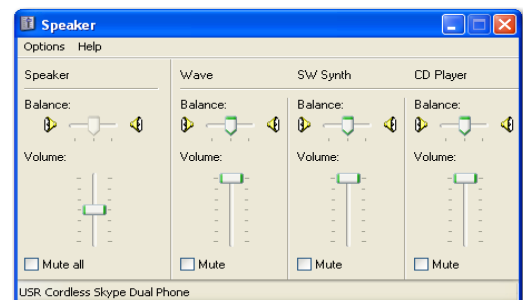 Speaker
Options Help
Speaker Wave SW Synth CD Player
Balance: Balance: Balance: Balance:
Volume: Volume: Volume: Volume:
Mute all Mute Mute Mute
USR Cordless Skype Dual Phone